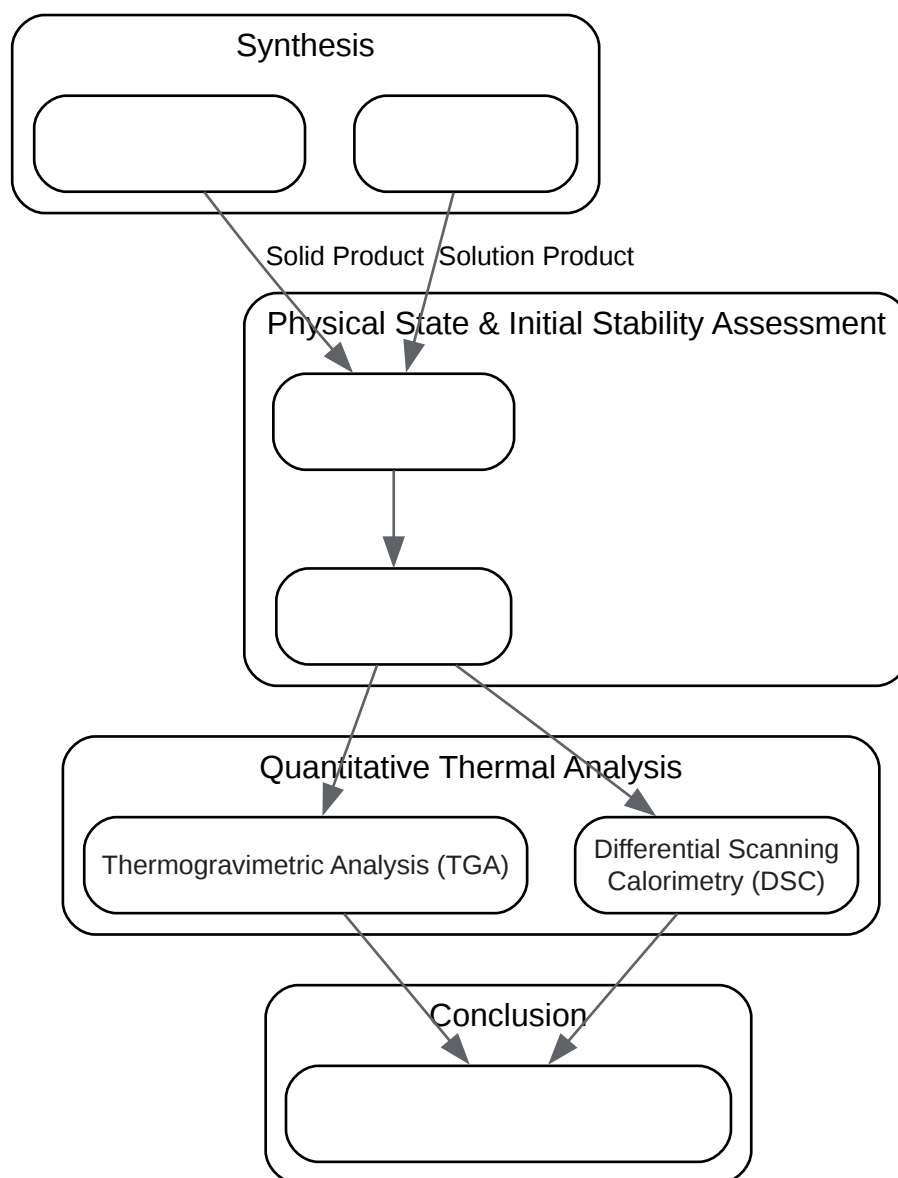 Synthesis
Solid Product
Solution Product
Physical State & Initial Stability Assessment
Quantitative Thermal Analysis
Thermogravimetric Analysis (TGA)
Differential Scanning
Calorimetry (DSC)
Conclusion